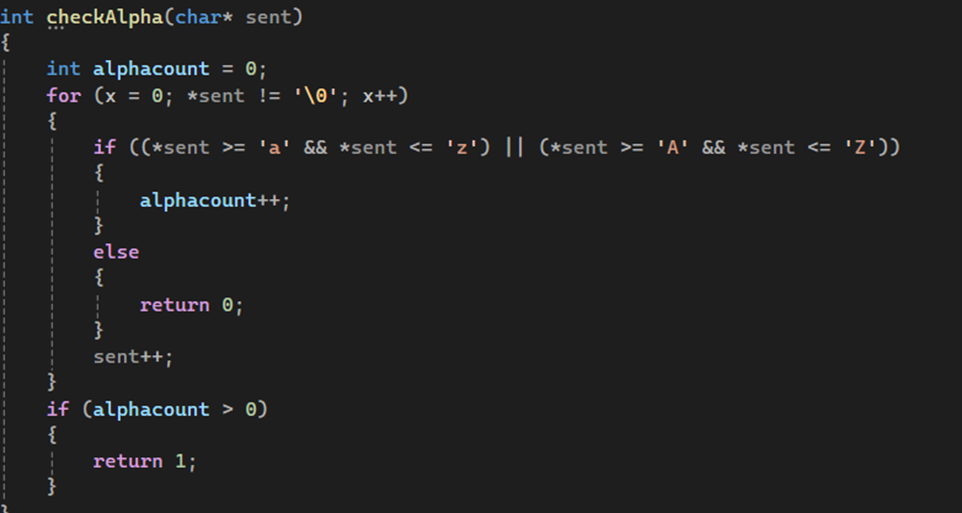 int checkAlpha(char* sent)
{
    int alphacount = 0;
    for (x = 0; *sent != '\0'; x++)
    {
        if ((*sent >= 'a' && *sent <= 'z') || (*sent >= 'A' && *sent <= 'Z'))
        {
            alphacount++;
        }
        else
        {
            return 0;
        }
        sent++;
    }
    if (alphacount > 0)
    {
        return 1;
    }
}